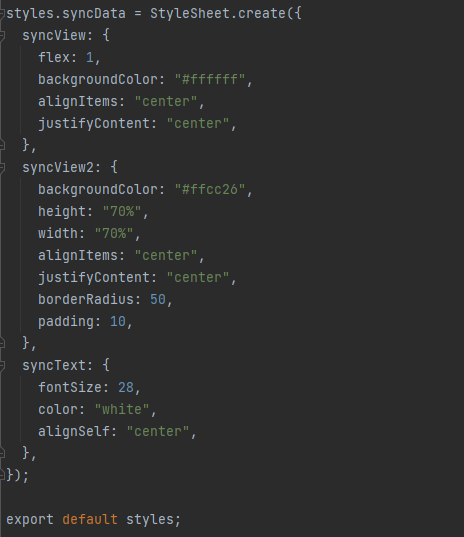 styles.syncData = StyleSheet.create({
  syncView: {
    flex: 1,
    backgroundColor: "#ffffff",
    alignItems: "center",
    justifyContent: "center",
  },
  syncView2: {
    backgroundColor: "#ffcc26",
    height: "70%",
    width: "70%",
    alignItems: "center",
    justifyContent: "center",
    borderRadius: 50,
    padding: 10,
  },
  syncText: {
    fontSize: 28,
    color: "white",
    alignSelf: "center",
  },
});

export default styles;